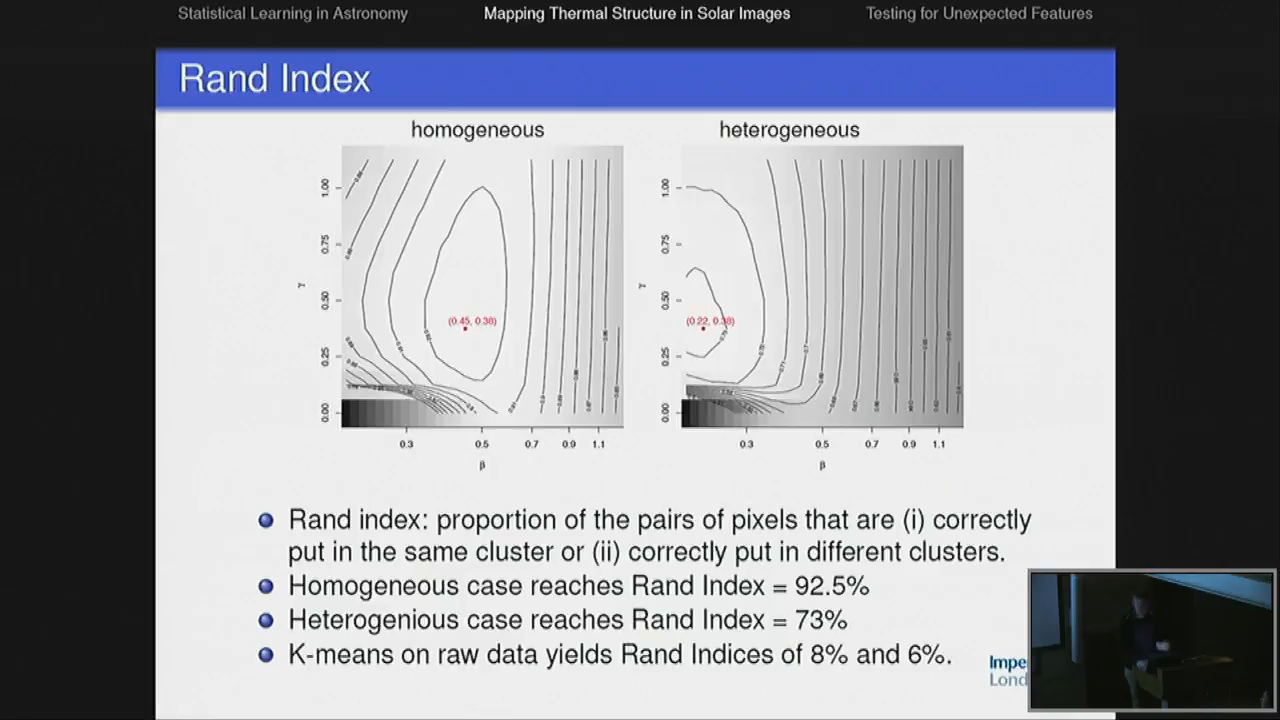 Statistical Learning in Astronomy Mapping Thermal Structure in Solar Images Testing for Unexpected Features
Rand Index
homogeneous heterogeneous
1.00
0.75
0.50
0.25
0.00
γ
(0.45, 0.38)
0.3 0.5 0.7 0.9 1.1
β
1.00
0.75
0.50
0.25
0.00
γ
(0.22, 0.38)
0.3 0.5 0.7 0.9 1.1
β
Rand index: proportion of the pairs of pixels that are (i) correctly
put in the same cluster or (ii) correctly put in different clusters.
Homogeneous case reaches Rand Index = 92.5%
Heterogenious case reaches Rand Index = 73%
K-means on raw data yields Rand Indices of 8% and 6%.
Impe
Lond